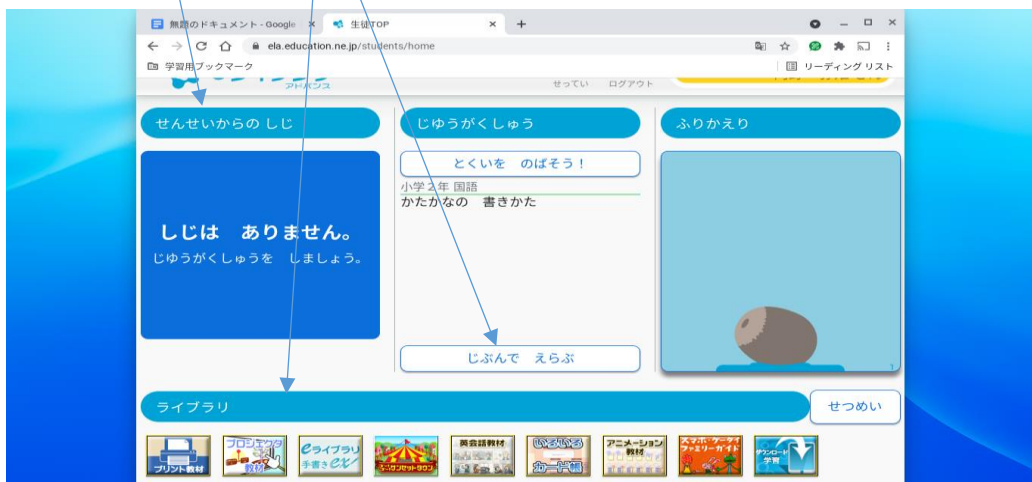 無題のドキュメント - Google
生徒TOP
ela.education.ne.jp/students/home
学習用ブックマーク
リーディング リスト
アドバンス
せってい ログアウト
せんせいからの しじ
じゆうがくしゅう
ふりかえり
しじは ありません。
じゆうがくしゅうを しましょう。
とくいを のばそう！
小学２年 国語
かたかなの 書きかた
じぶんで えらぶ
ライブラリ
せつめい
プリント教材
プロジェクタ教材
eライブラリ
手書きEX
英会話教材
いろいろ
カード帳
アニメーション
教材
スマホ・ケータイ
ファミリーガイド
ダウンロード
学習